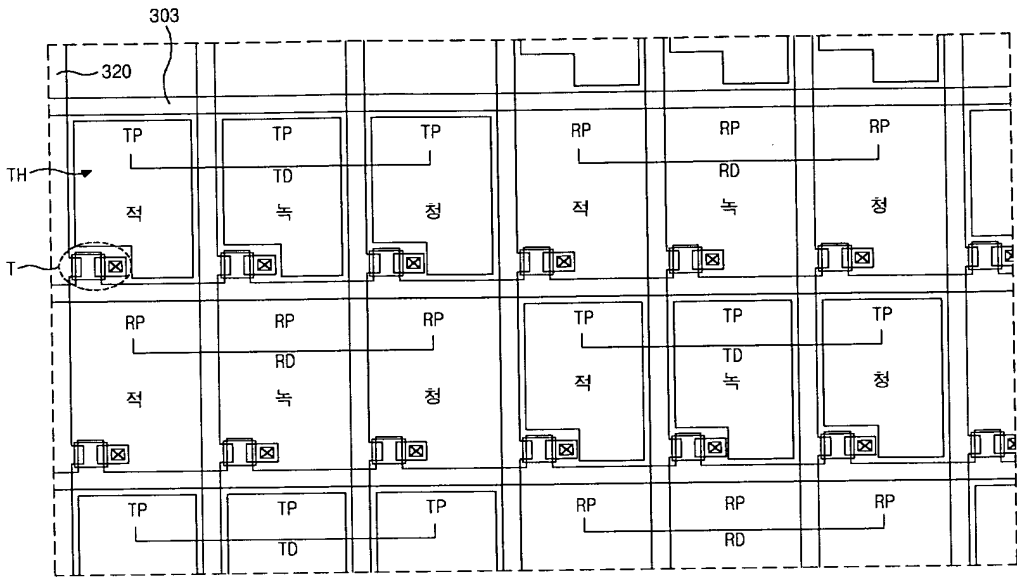 303
320
TP TP TP RP RP RP
TH
TD RD
적 녹 청 적 녹 청
T
RP RP RP TP TP TP
RD TD
적 녹 청 적 녹 청
TP TP TP RP RP RP
TD RD